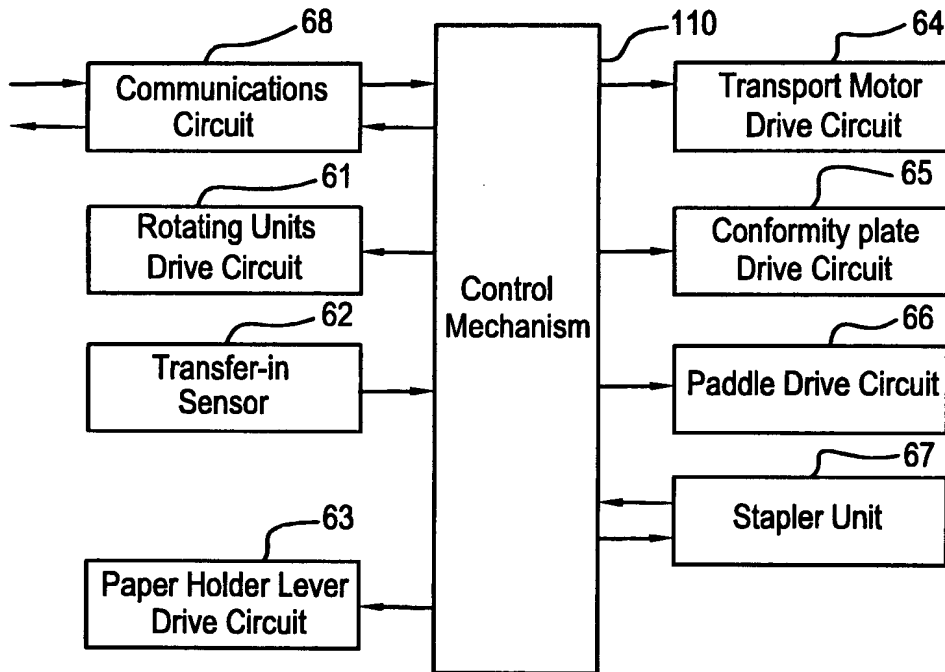 68
Communications
Circuit
61
Rotating Units
Drive Circuit
62
Transfer-in
Sensor
63
Paper Holder Lever
Drive Circuit
110
Control
Mechanism
64
Transport Motor
Drive Circuit
65
Conformity plate
Drive Circuit
66
Paddle Drive Circuit
67
Stapler Unit